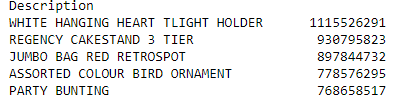 Description
WHITE HANGING HEART TLIGHT HOLDER 1115526291
REGENCY CAKESTAND 3 TIER 930795823
JUMBO BAG RED RETROSPOT 897844732
ASSORTED COLOUR BIRD ORNAMENT 778576295
PARTY BUNTING 768658517